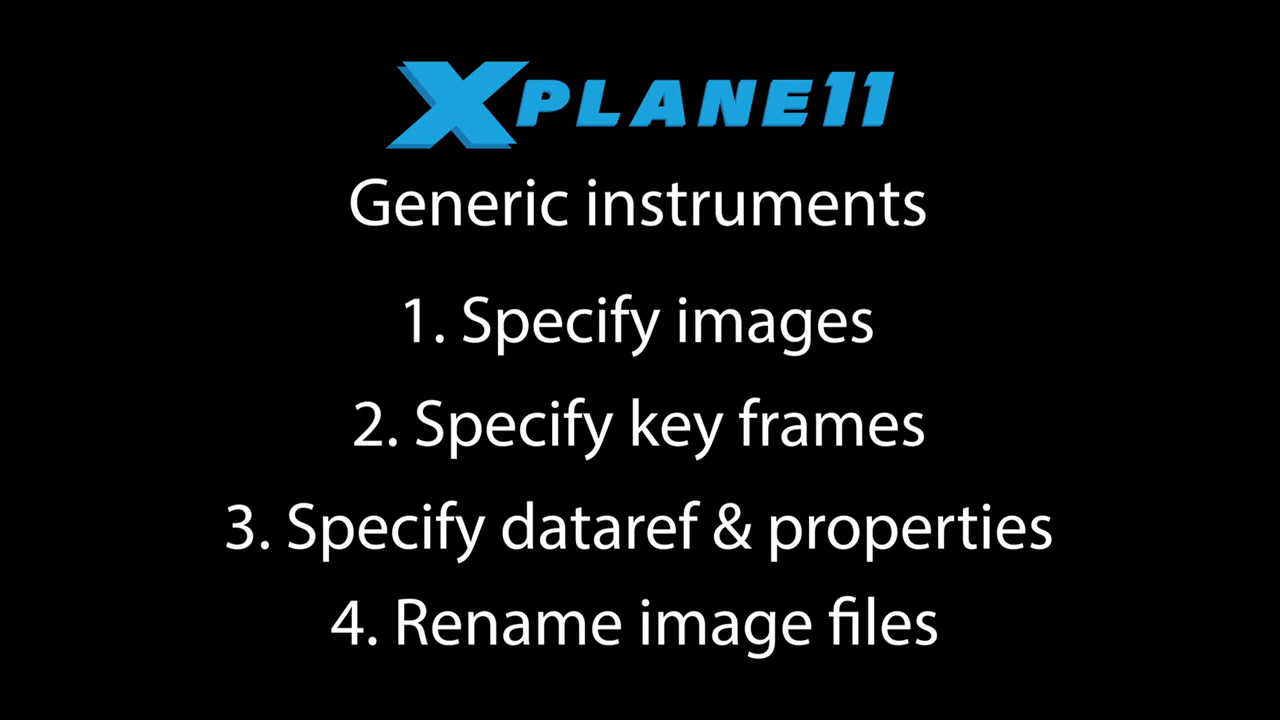 XPLANE11
Generic instruments
1. Specify images
2. Specify key frames
3. Specify dataref & properties
4. Rename image files